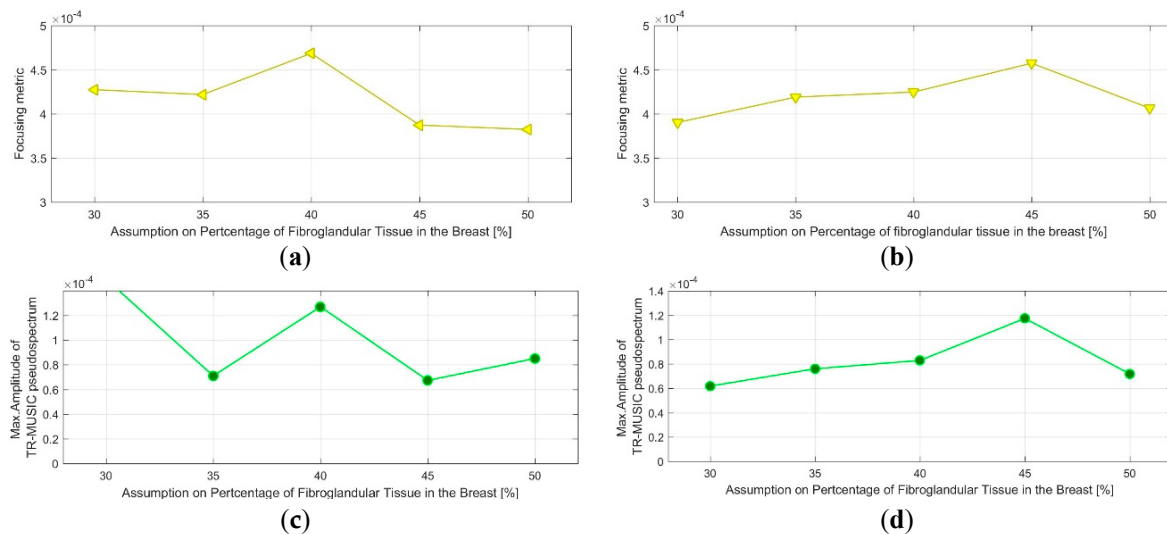 ×10⁻⁴
5
4.5
4
3.5
3
Focusing metric
30 35 40 45 50
Assumption on Pertcentage of Fibroglandular Tissue in the Breast [%]
(a)
×10⁻⁴
5
4.5
4
3.5
3
Focusing metric
30 35 40 45 50
Assumption on Percentage of fibroglandular tissue in the breast [%]
(b)
×10⁻⁴
1.2
1
0.8
0.6
0.4
0.2
0
Max.Amplitude of
TR-MUSIC pseudospectrum
30 35 40 45 50
Assumption on Pertcentage of Fibroglandular Tissue in the Breast [%]
(c)
×10⁻⁴
1.4
1.2
1
0.8
0.6
0.4
0.2
0
Max.Amplitude of
TR-MUSIC pseudospectrum
30 35 40 45 50
Assumption on Pertcentage of Fibroglandular Tissue in the Breast [%]
(d)